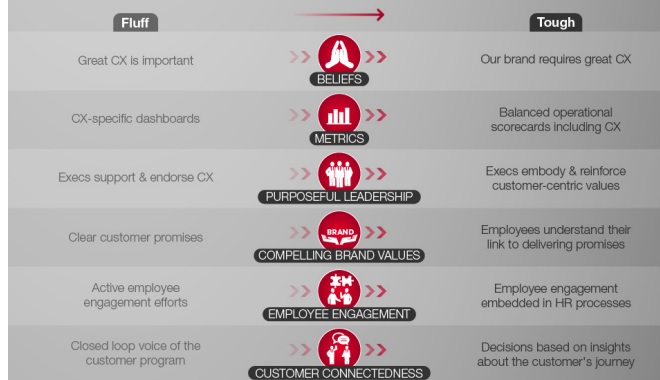 Fluff
Tough
Great CX is important
BELIEFS
Our brand requires great CX
CX-specific dashboards
METRICS
Balanced operational
scorecards including CX
Execs support & endorse CX
PURPOSEFUL LEADERSHIP
Execs embody & reinforce
customer-centric values
Clear customer promises
BRAND
COMPELLING BRAND VALUES
Employees understand their
link to delivering promises
Active employee
engagement efforts
EMPLOYEE ENGAGEMENT
Employee engagement
embedded in HR processes
Closed loop voice of the
customer program
CUSTOMER CONNECTEDNESS
Decisions based on insights
about the customer's journey